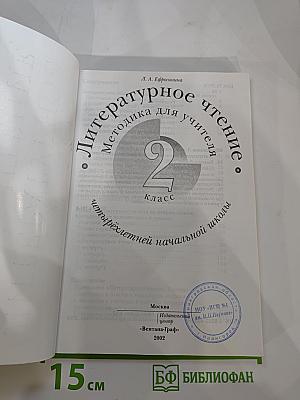 Л. А. Ефросинина
• Литературное чтение •
Методика для учителя
2
класс
четырёхлетней начальной школы
Москва
Издательский
центр
«Вентана-Граф»
2002
15 см
БФ БИБЛИОФАН